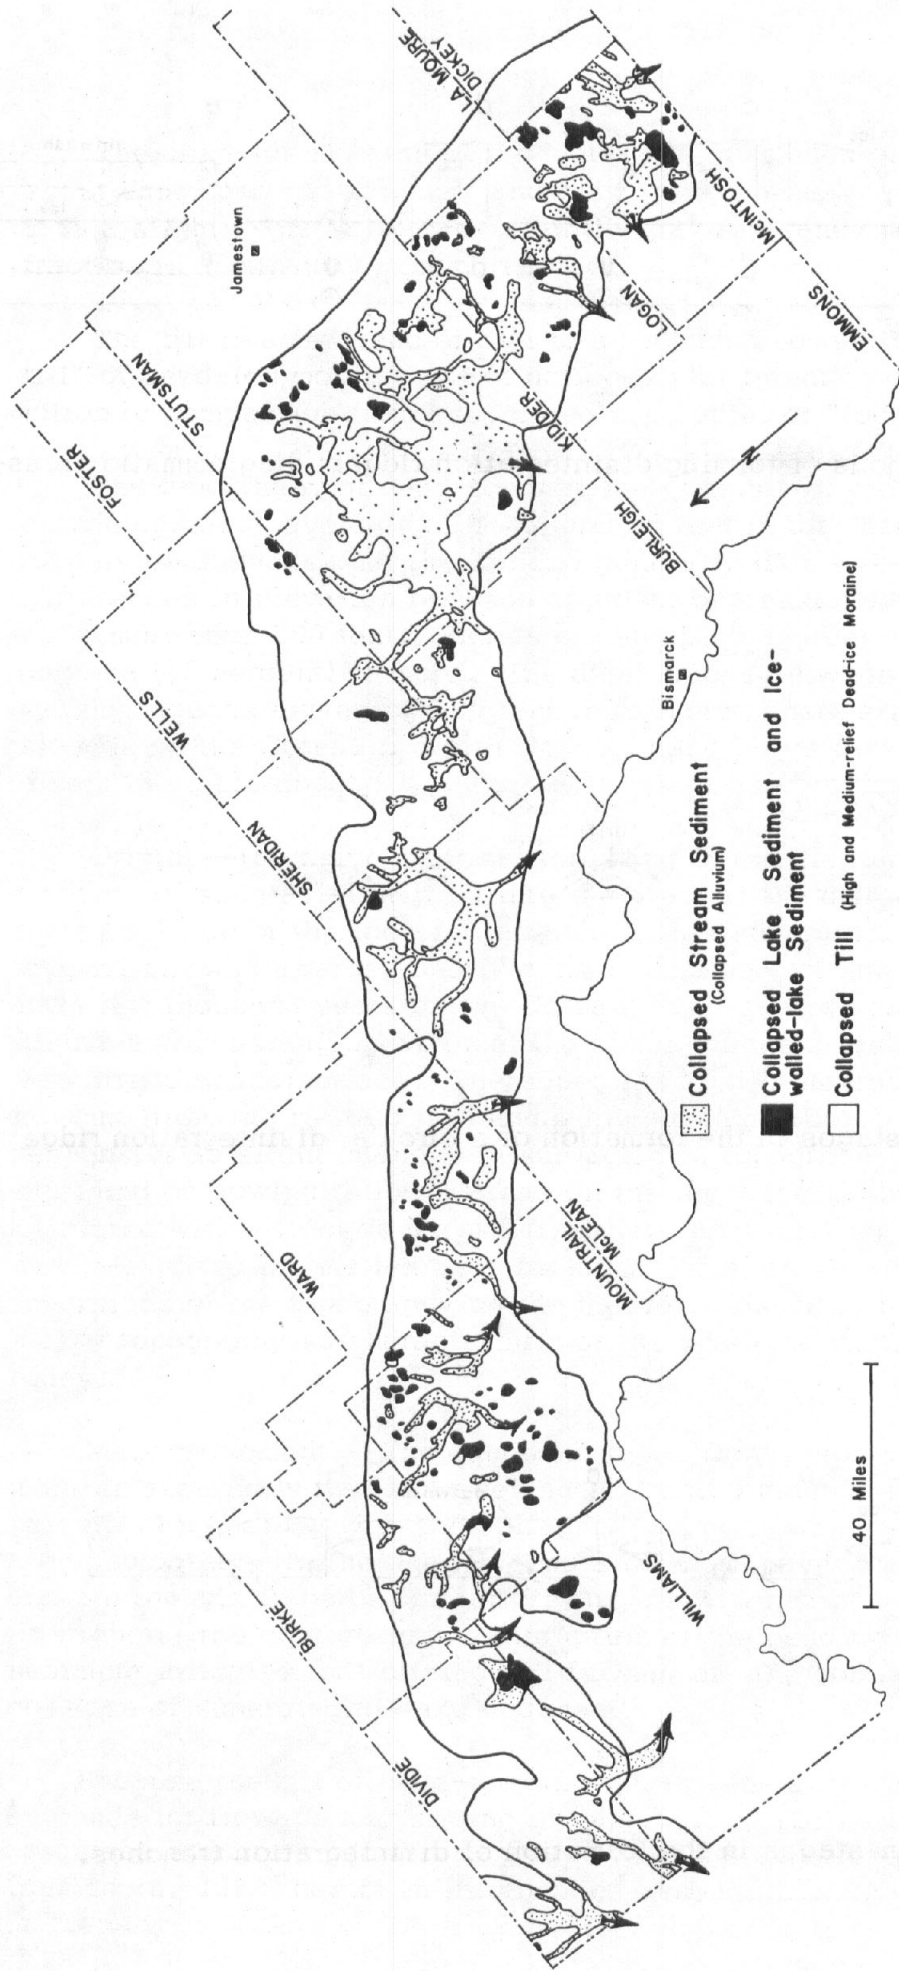 DIVIDE
BURKE
WARD
SHERIDAN
WELLS
FOSTER
STUTSMAN
Jamestown
LLA MOURE
DICKEY
WILLIAMS
MOUNTRAIL
McLEAN
BURLEIGH
KIDDER
LOGAN
McINTOSH
EMMONS
Bismarck
N
40 Miles
Collapsed Stream Sediment
(Collapsed Alluvium)
Collapsed Lake Sediment and Ice-
walled-lake Sediment
Collapsed Till (High and Medium-relief Dead-ice Moraine)